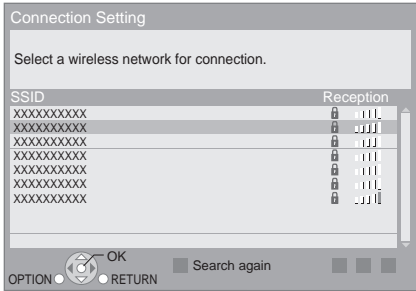 Connection Setting
Select a wireless network for connection.
SSID Reception
XXXXXXXXXX
XXXXXXXXXX
XXXXXXXXXX
XXXXXXXXXX
XXXXXXXXXX
XXXXXXXXXX
XXXXXXXXXX
OK
Search again
OPTION RETURN